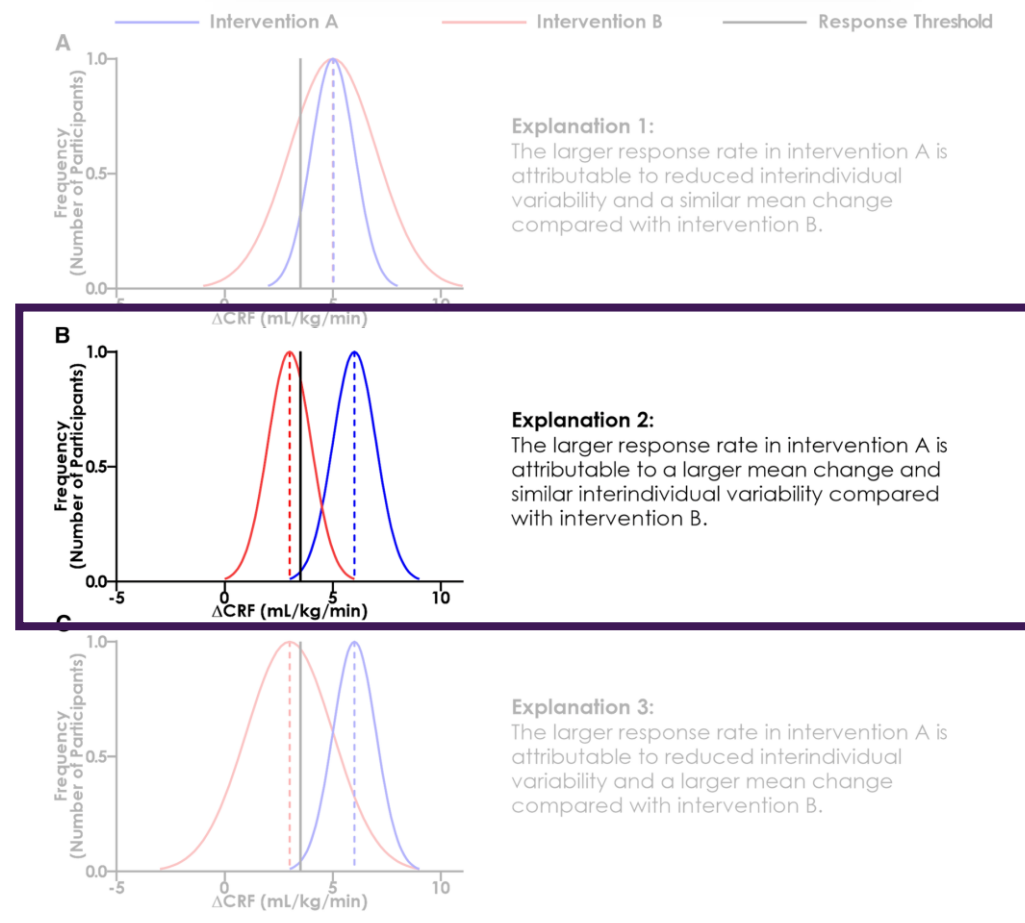 Intervention A Intervention B Response Threshold
A
Frequency
(Number of Participants)
1.0
0.5
0.0
-5 0 5 10
ΔCRF (mL/kg/min)
Explanation 1:
The larger response rate in intervention A is
attributable to reduced interindividual
variability and a similar mean change
compared with intervention B.
B
Frequency
(Number of Participants)
1.0
0.5
0.0
-5 0 5 10
ΔCRF (mL/kg/min)
Explanation 2:
The larger response rate in intervention A is
attributable to a larger mean change and
similar interindividual variability compared
with intervention B.
C
Frequency
(Number of Participants)
1.0
0.5
0.0
-5 0 5 10
ΔCRF (mL/kg/min)
Explanation 3:
The larger response rate in intervention A is
attributable to reduced interindividual
variability and a larger mean change
compared with intervention B.